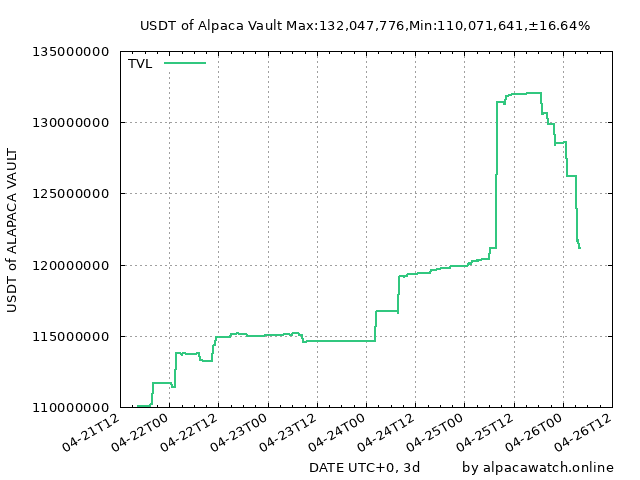 USDT of Alpaca Vault Max:132,047,776,Min:110,071,641,±16.64%
135000000
TVL
130000000
125000000
120000000
115000000
110000000
USDT of ALAPACA VAULT
04-21T12
04-22T00
04-22T12
04-23T00
04-23T12
04-24T00
04-24T12
04-25T00
04-25T12
04-26T00
04-26T12
DATE UTC+0, 3d
by alpacawatch.online